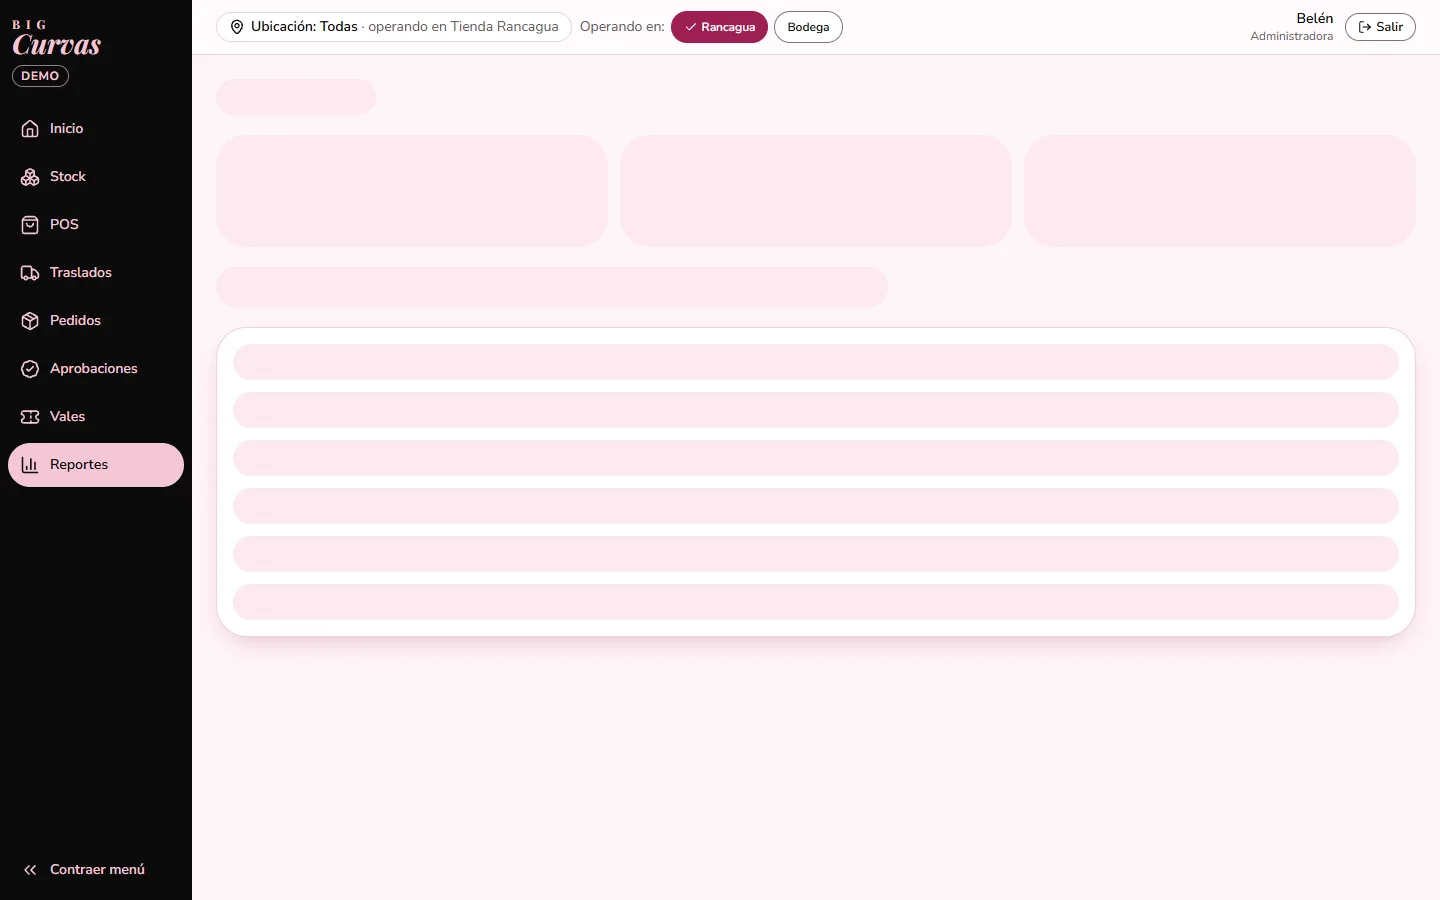 BIG
Curvas
DEMO
Inicio
Stock
POS
Traslados
Pedidos
Aprobaciones
Vales
Reportes
Contraer menú
Ubicación: Todas · operando en Tienda Rancagua
Operando en:
Rancagua
Bodega
Belén
Administradora
Salir